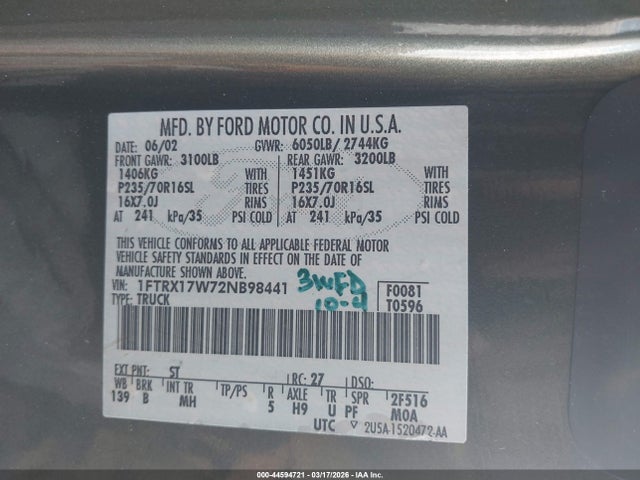 MFD. BY FORD MOTOR CO. IN U.S.A.
DATE: 06/02 GVWR: 6050LB/ 2744KG
FRONT GAWR: 3100LB REAR GAWR: 3200LB
1406KG WITH 1451KG WITH
P235/70R16SL TIRES P235/70R16SL TIRES
16X7.0J RIMS 16X7.0J RIMS
AT 241 kPa/35 PSI COLD AT 241 kPa/35 PSI COLD
THIS VEHICLE CONFORMS TO ALL APPLICABLE FEDERAL MOTOR
VEHICLE SAFETY STANDARDS IN EFFECT ON THE DATE OF
MANUFACTURE SHOWN ABOVE.
VIN: 1FTRX17W72NB98441 F0081
TYPE: TRUCK T0596
3WFD
10-4
EXT PNT: ST RC: 27 DSO:
WB BRK INT TR TP/PS R AXLE TR SPR 2F516
139 B MH 5 H9 U PF M0A
UTC ▽ 2U5A-1520472-AA
000-44594721 - 03/17/2026 - IAA Inc.